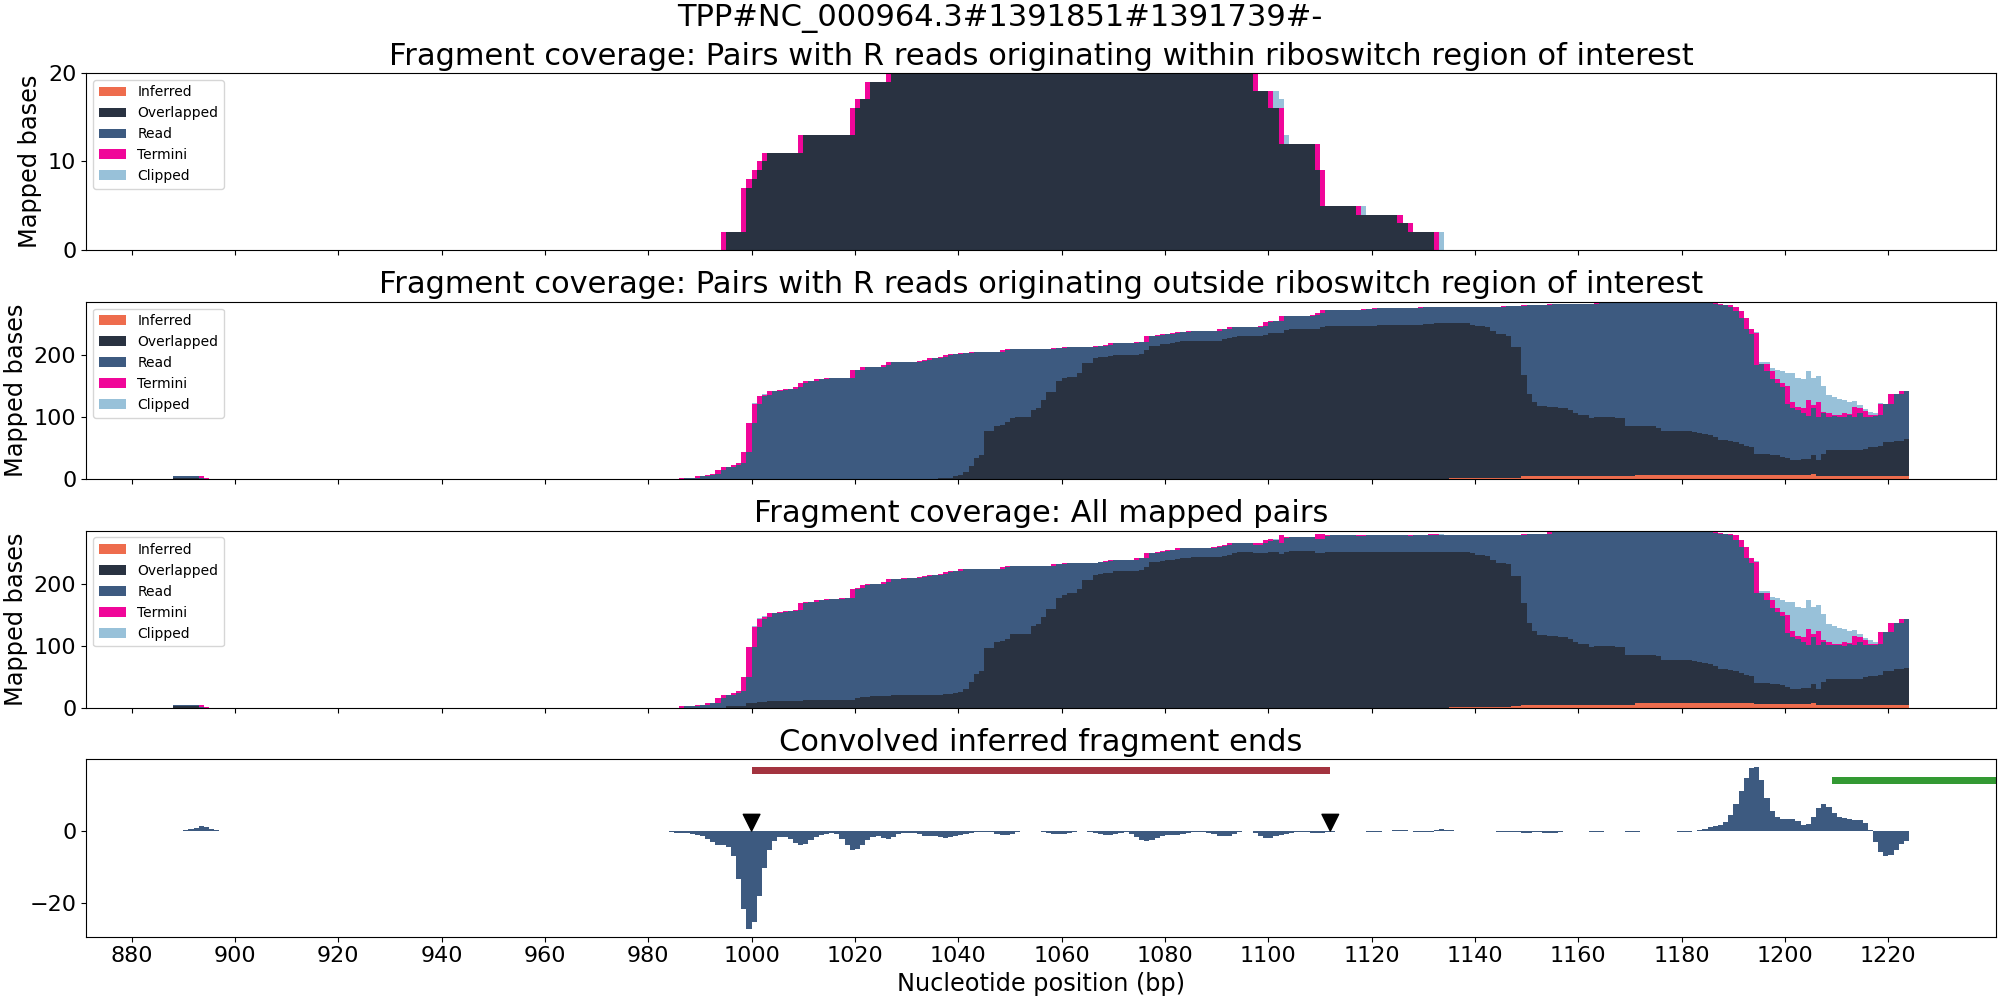 TPP#NC_000964.3#1391851#1391739#-
Fragment coverage: Pairs with R reads originating within riboswitch region of interest
Mapped bases
20
10
0
Inferred
Overlapped
Read
Termini
Clipped
Fragment coverage: Pairs with R reads originating outside riboswitch region of interest
Mapped bases
200
100
0
Inferred
Overlapped
Read
Termini
Clipped
Fragment coverage: All mapped pairs
Mapped bases
200
100
0
Inferred
Overlapped
Read
Termini
Clipped
Convolved inferred fragment ends
0
−20
880 900 920 940 960 980 1000 1020 1040 1060 1080 1100 1120 1140 1160 1180 1200 1220
Nucleotide position (bp)